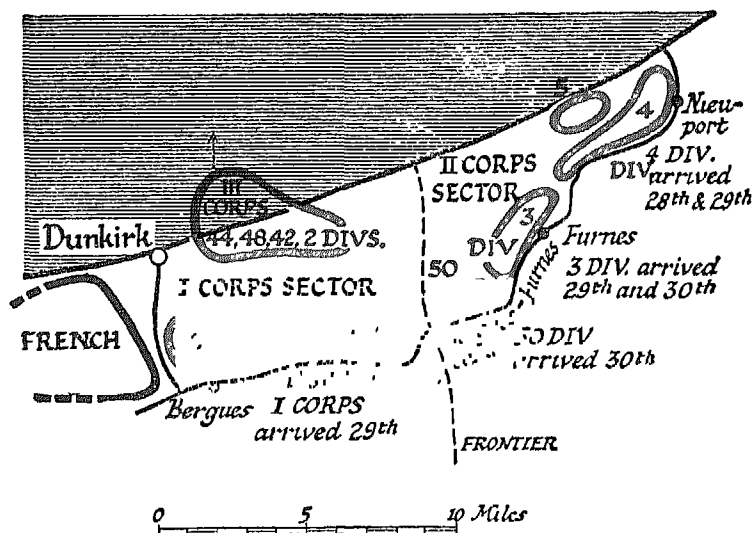 5
4
Nieu-
port
DIV.
4 DIV.
arrived
28th & 29th
II CORPS
SECTOR
III
CORPS
44, 48, 42, 2 DIVS.
Dunkirk
3
DIV
Furnes
3 DIV. arrived
29th and 30th
Furnes
50
I CORPS SECTOR
FRENCH
50 DIV
arrived 30th
Bergues
I CORPS
arrived 29th
FRONTIER
0 5 10 Miles